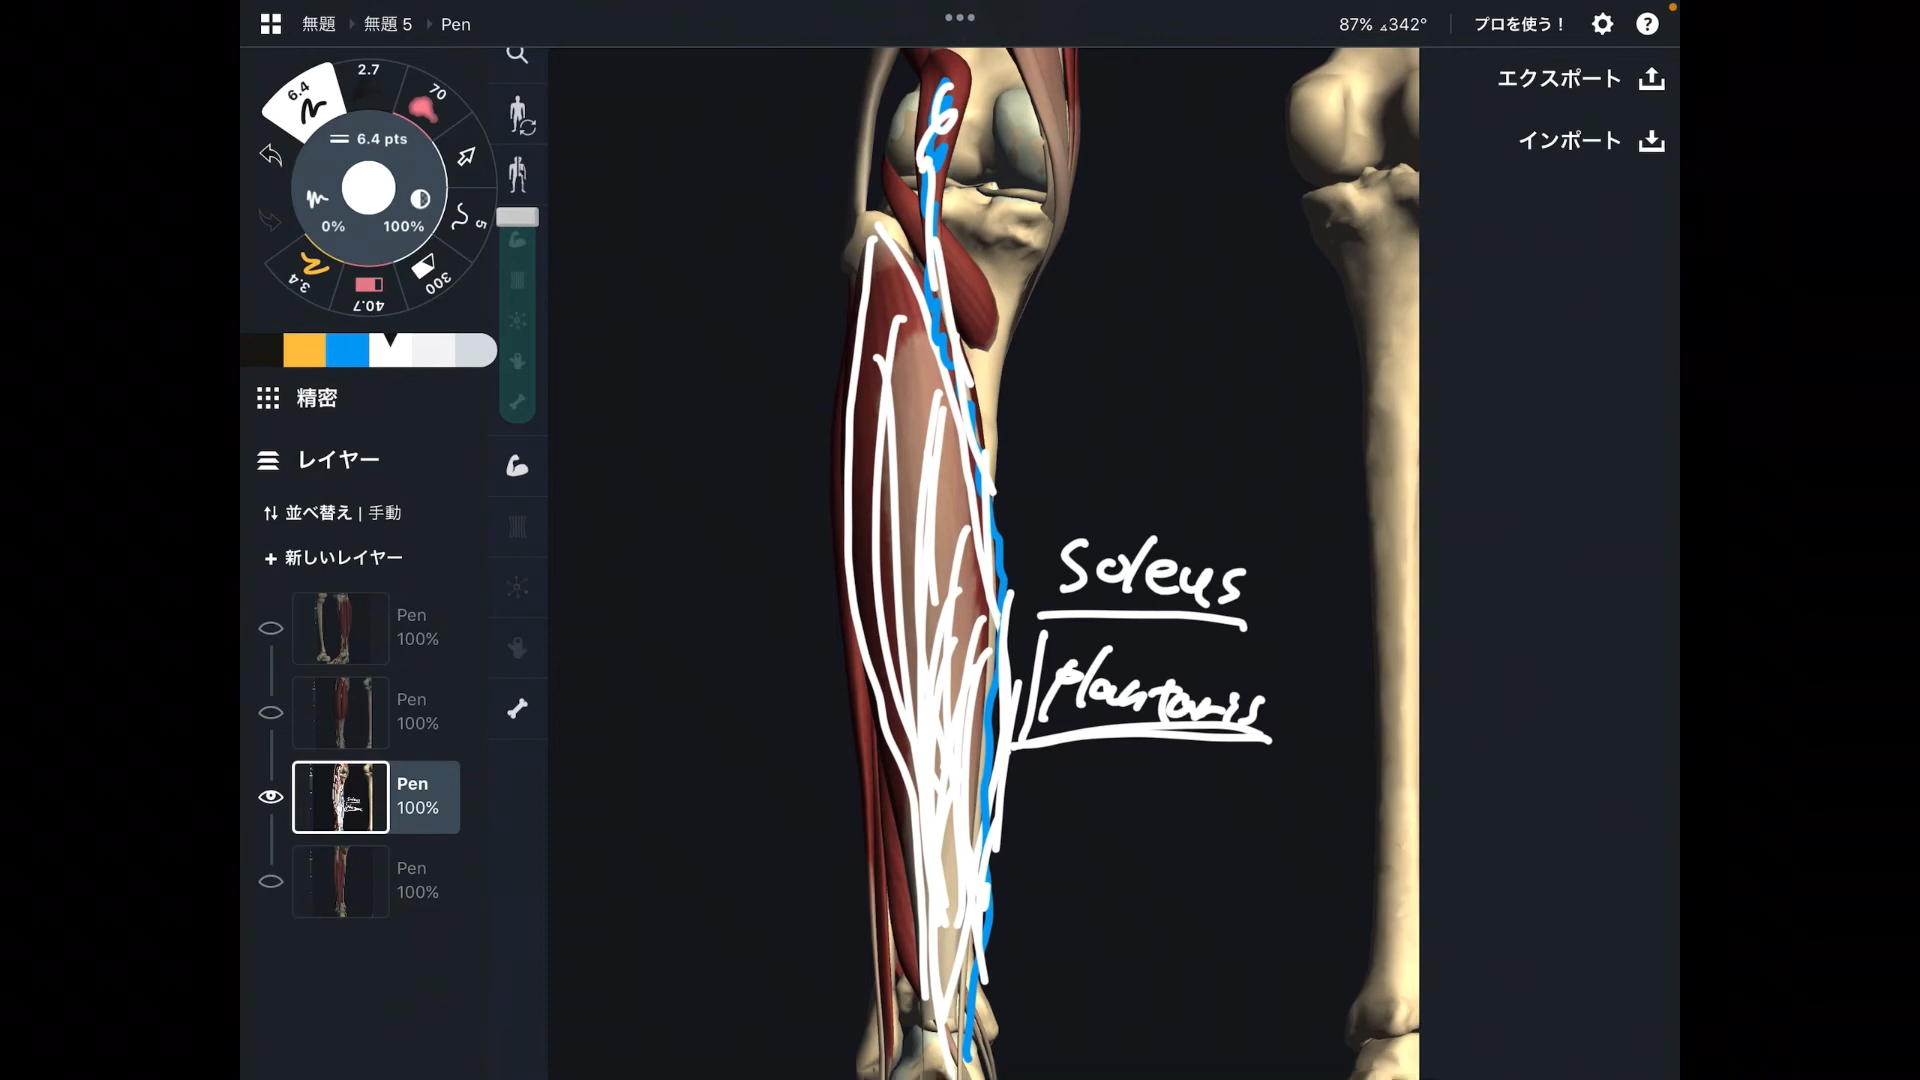 無題 無題 5 Pen
87% ⊿342°
プロを使う!
エクスポート
インポート
6.4
2.7
70
5
300
40.7
3.4
6.4 pts
0% 100%
精密
レイヤー
並べ替え | 手動
+ 新しいレイヤー
Pen
100%
Pen
100%
Pen
100%
Pen
100%
Soleus
plantaris